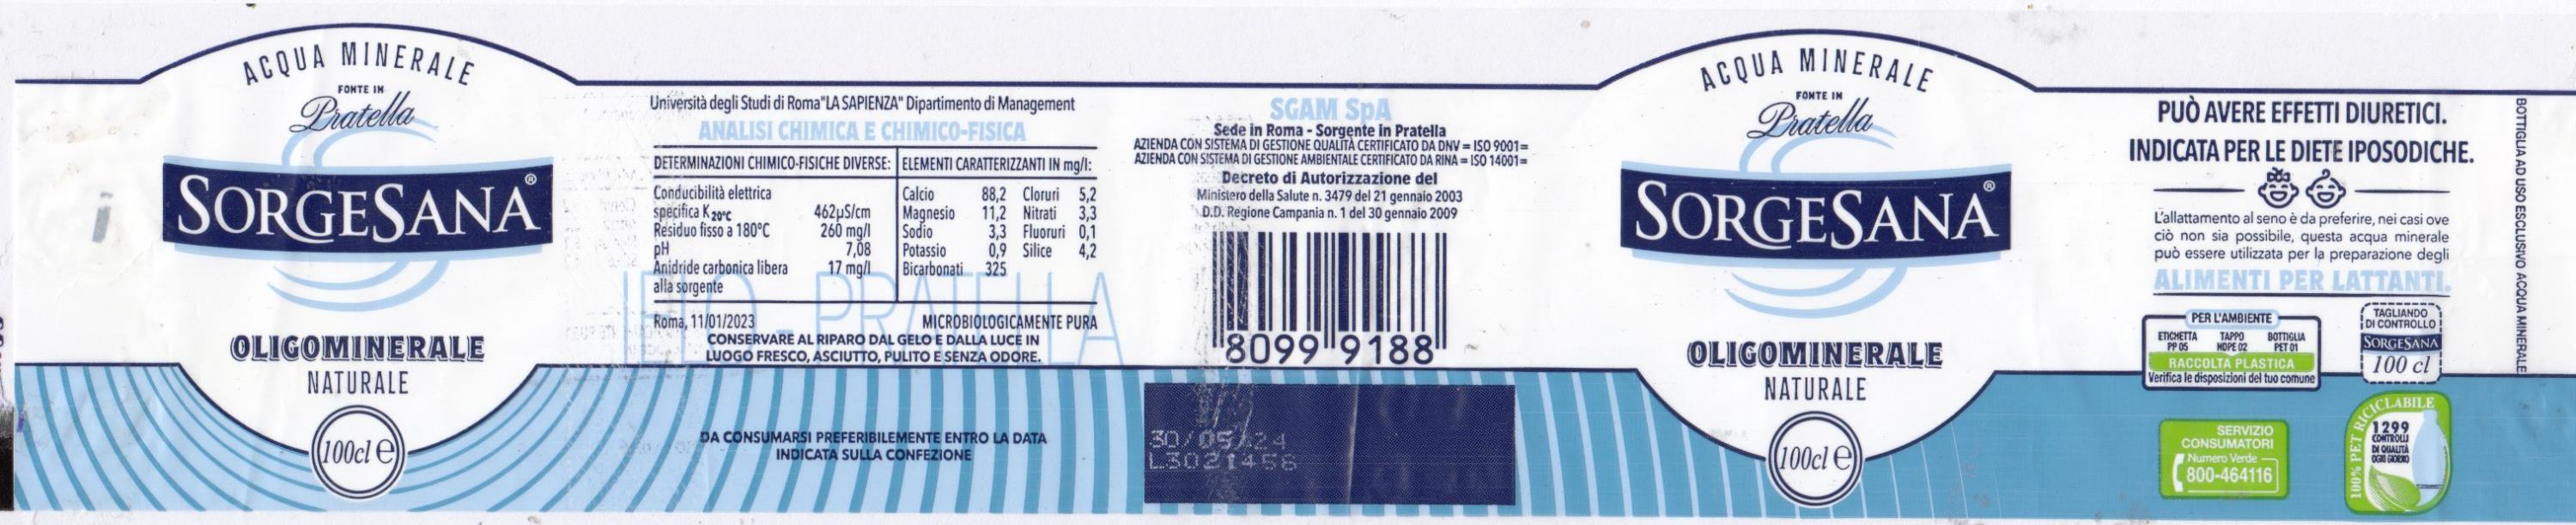 ACQUA MINERALE
FONTE IN
Pratella
SORGESANA®
OLIGOMINERALE
NATURALE
100cl e
Università degli Studi di Roma "LA SAPIENZA" Dipartimento di Management
ANALISI CHIMICA E CHIMICO-FISICA
DETERMINAZIONI CHIMICO-FISICHE DIVERSE:
Conducibilità elettrica
specifica K 20°C 462µS/cm
Residuo fisso a 180°C 260 mg/l
pH 7,08
Anidride carbonica libera 17 mg/l
alla sorgente
ELEMENTI CARATTERIZZANTI IN mg/l:
Calcio 88,2 Cloruri 5,2
Magnesio 11,2 Nitrati 3,3
Sodio 3,3 Fluoruri 0,1
Potassio 0,9 Silice 4,2
Bicarbonati 325
Roma, 11/01/2023 MICROBIOLOGICAMENTE PURA
CONSERVARE AL RIPARO DAL GELO E DALLA LUCE IN
LUOGO FRESCO, ASCIUTTO, PULITO E SENZA ODORE.
DA CONSUMARSI PREFERIBILMENTE ENTRO LA DATA
INDICATA SULLA CONFEZIONE
SGAM SpA
Sede in Roma - Sorgente in Pratella
AZIENDA CON SISTEMA DI GESTIONE QUALITÀ CERTIFICATO DA DNV = ISO 9001=
AZIENDA CON SISTEMA DI GESTIONE AMBIENTALE CERTIFICATO DA RINA = ISO 14001=
Decreto di Autorizzazione del
Ministero della Salute n. 3479 del 21 gennaio 2003
D.D. Regione Campania n. 1 del 30 gennaio 2009
8099 9188
30/05/24
L3021456
ACQUA MINERALE
FONTE IN
Pratella
SORGESANA®
OLIGOMINERALE
NATURALE
100cl e
PUÒ AVERE EFFETTI DIURETICI.
INDICATA PER LE DIETE IPOSODICHE.
L'allattamento al seno è da preferire, nei casi ove
ciò non sia possibile, questa acqua minerale
può essere utilizzata per la preparazione degli
ALIMENTI PER LATTANTI.
PER L'AMBIENTE
ETICHETTA TAPPO BOTTIGLIA
PP 05 HDPE 02 PET 01
RACCOLTA PLASTICA
Verifica le disposizioni del tuo comune
TAGLIANDO
DI CONTROLLO
SORGESANA
100 cl
SERVIZIO
CONSUMATORI
Numero Verde
800-464116
100% PET RICICLABILE
1299
CONTROLLI
DI QUALITÀ
OGNI GIORNO
BOTTIGLIA AD USO ESCLUSIVO ACQUA MINERALE